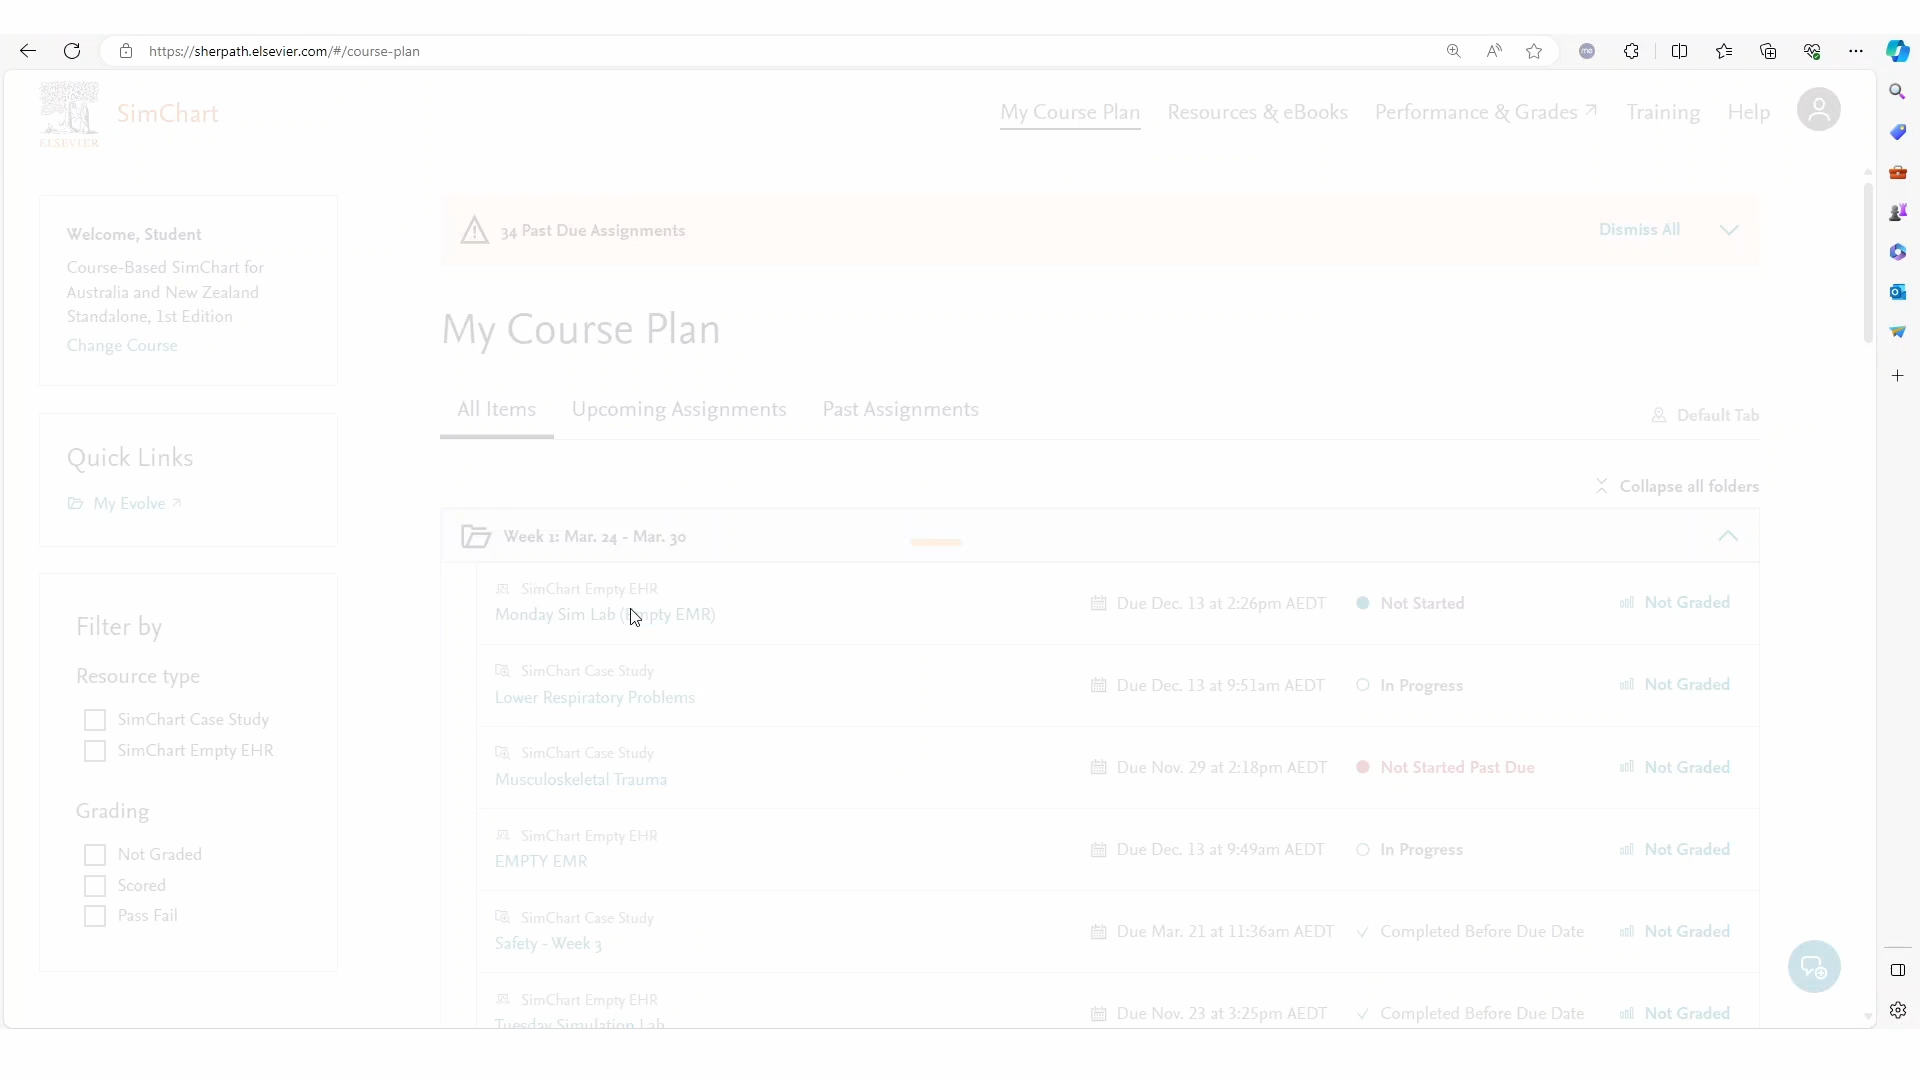 https://sherpath.elsevier.com/#/course-plan
ELSEVIER
SimChart
My Course Plan
Resources & eBooks
Performance & Grades
Training
Help
Welcome, Student
Course-Based SimChart for
Australia and New Zealand
Standalone, 1st Edition
Change Course
Quick Links
My Evolve
Filter by
Resource type
SimChart Case Study
SimChart Empty EHR
Grading
Not Graded
Scored
Pass Fail
34 Past Due Assignments
Dismiss All
My Course Plan
All Items
Upcoming Assignments
Past Assignments
Default Tab
Collapse all folders
Week 1: Mar. 24 - Mar. 30
SimChart Empty EHR
Monday Sim Lab (Empty EMR)
Due Dec. 13 at 2:26pm AEDT
Not Started
Not Graded
SimChart Case Study
Lower Respiratory Problems
Due Dec. 13 at 9:51am AEDT
In Progress
Not Graded
SimChart Case Study
Musculoskeletal Trauma
Due Nov. 29 at 2:18pm AEDT
Not Started Past Due
Not Graded
SimChart Empty EHR
EMPTY EMR
Due Dec. 13 at 9:49am AEDT
In Progress
Not Graded
SimChart Case Study
Safety - Week 3
Due Mar. 21 at 11:36am AEDT
Completed Before Due Date
Not Graded
SimChart Empty EHR
Tuesday Simulation Lab
Due Nov. 23 at 3:25pm AEDT
Completed Before Due Date
Not Graded